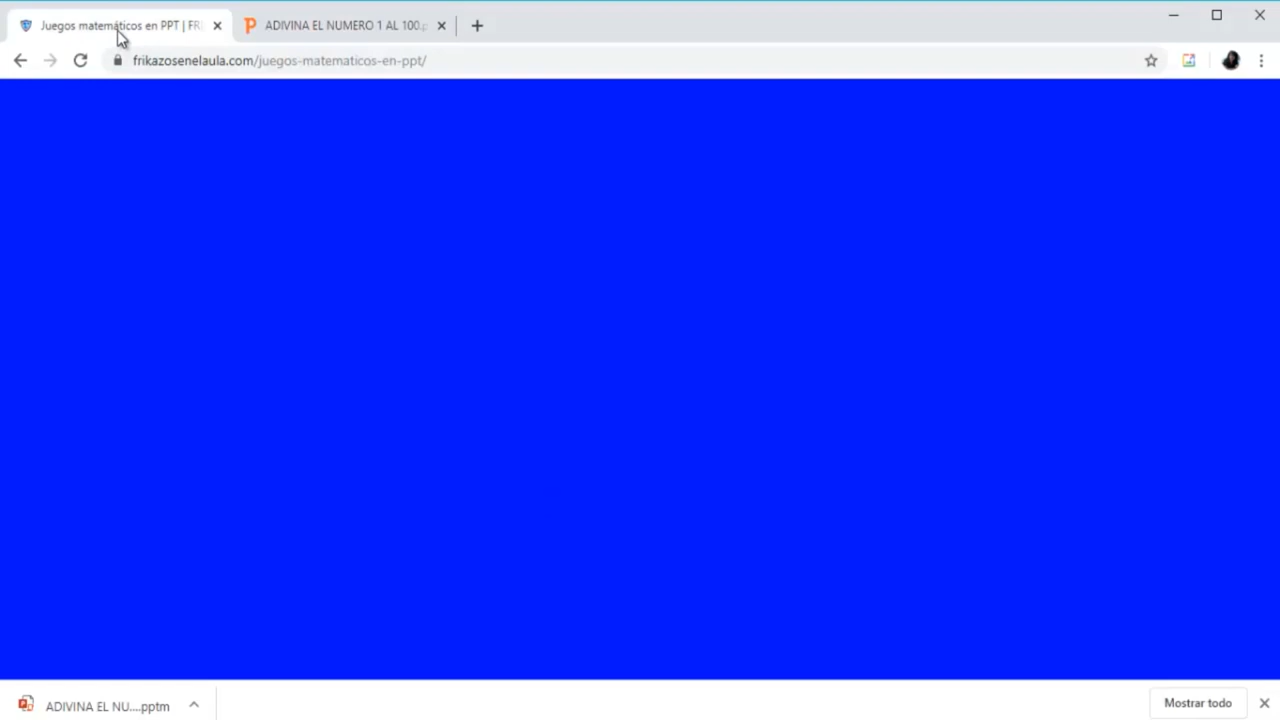 Juegos matemáticos en PPT | FRI
ADIVINA EL NUMERO 1 AL 100.p
frikazosenelaula.com/juegos-matematicos-en-ppt/
ADIVINA EL NU....pptm
Mostrar todo